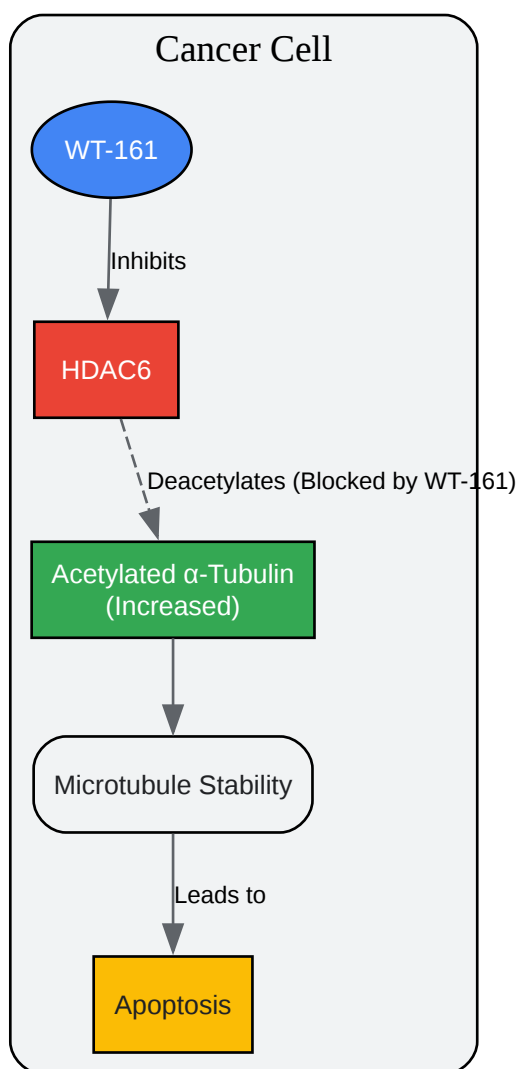 Cancer Cell
WT-161
Inhibits
HDAC6
Deacetylates (Blocked by WT-161)
Acetylated α-Tubulin
(Increased)
Microtubule Stability
Leads to
Apoptosis